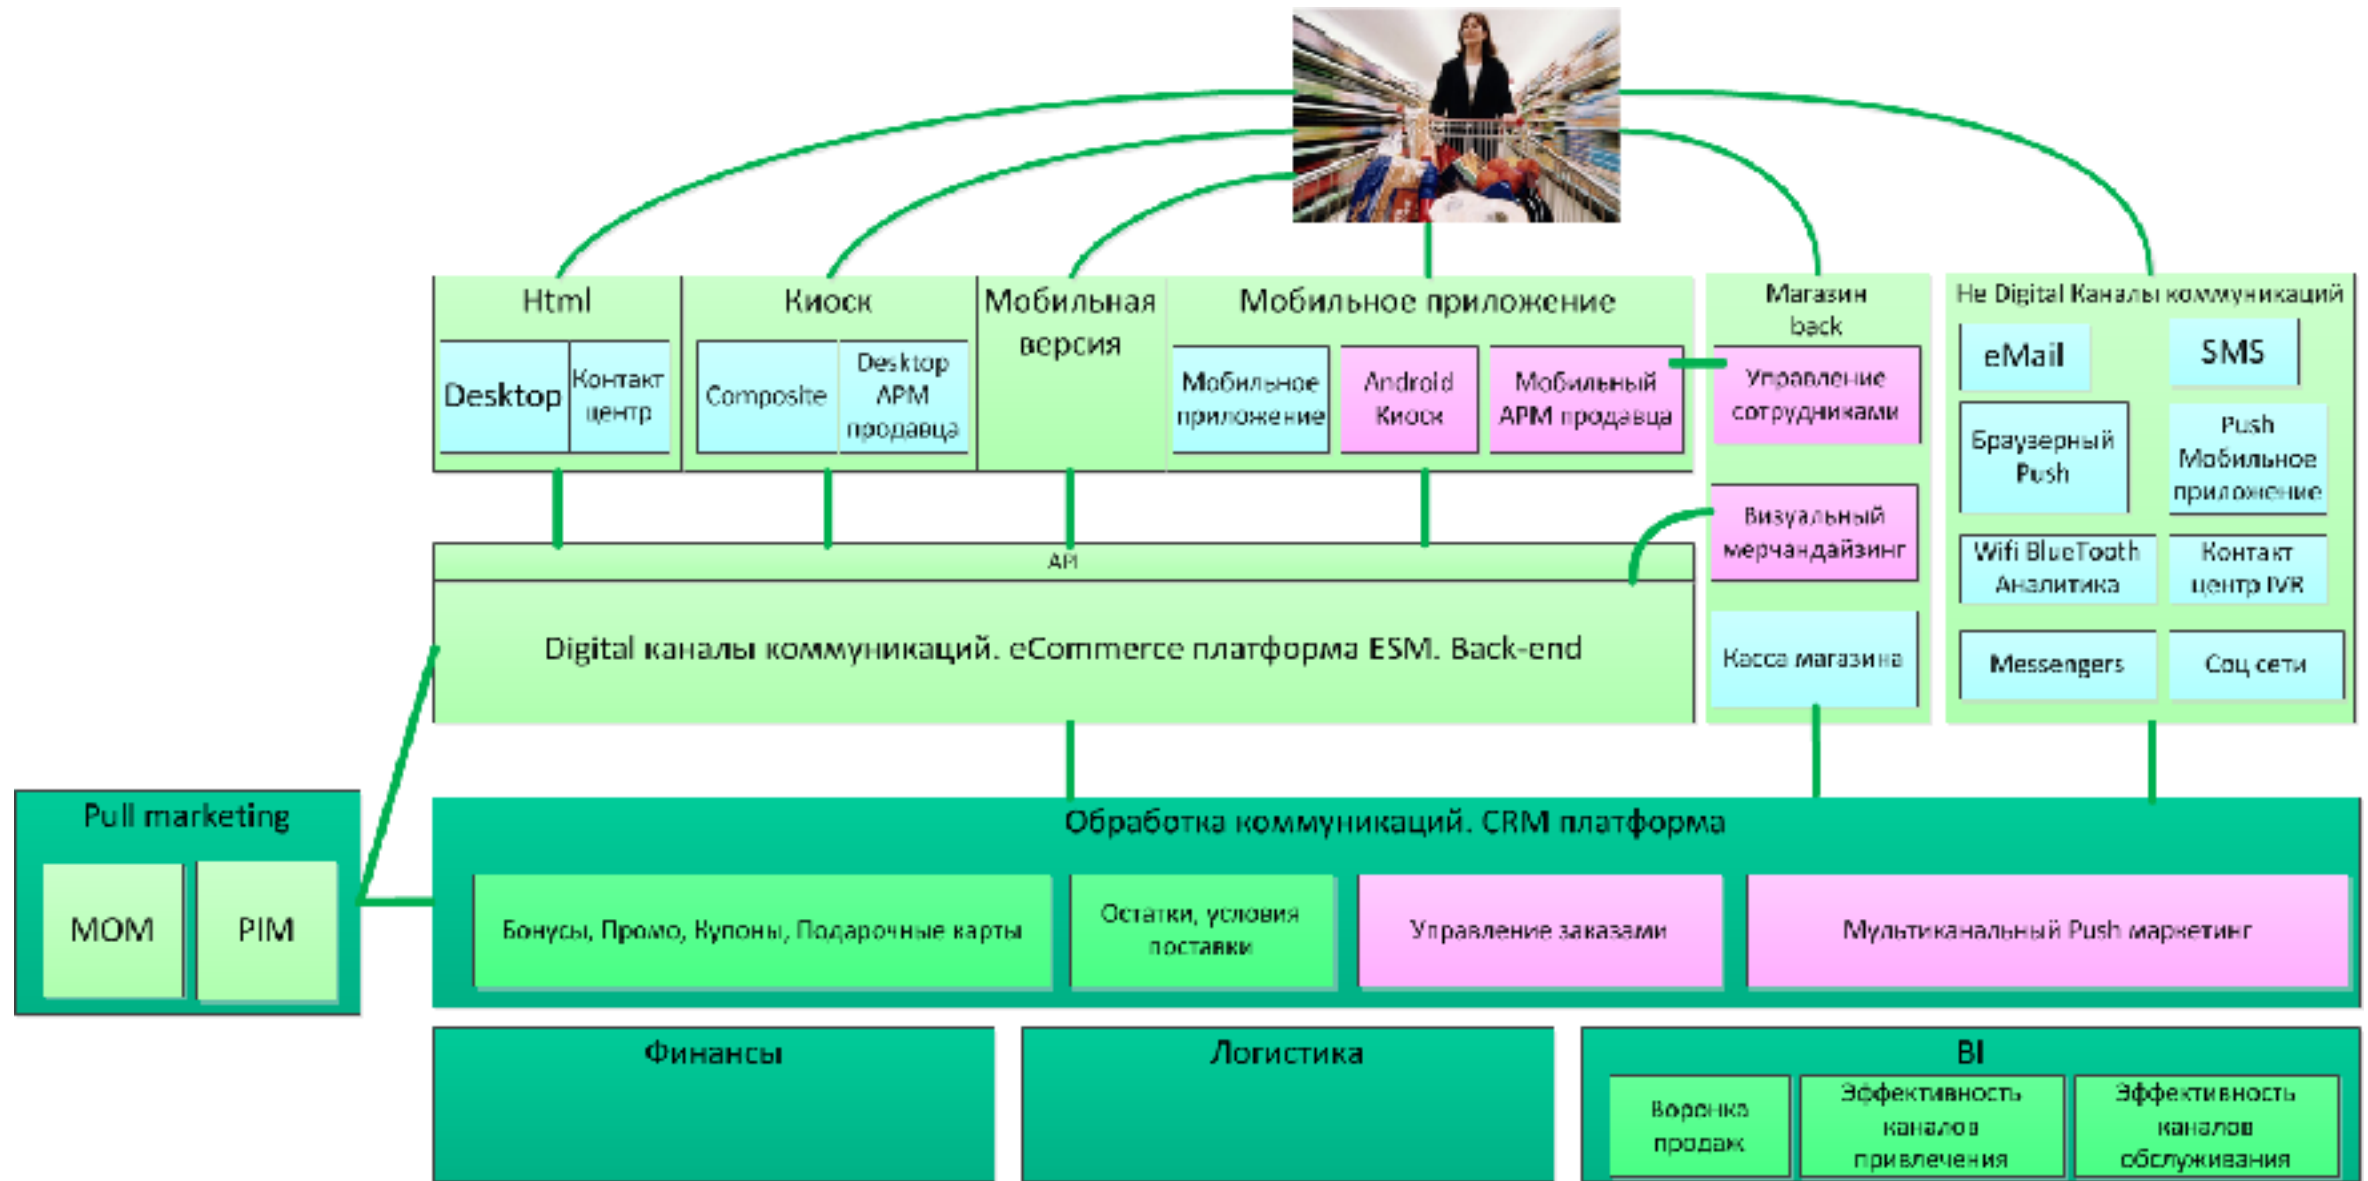 Html
Киоск
Мобильная
версия
Мобильное приложение
Магазин
back
Не Digital Каналы коммуникаций
Desktop
Контакт
центр
Composite
Desktop
АРМ
продавца
Мобильное
приложение
Android
Киоск
Мобильный
АРМ продавца
Управление
сотрудниками
eMail
SMS
Браузерный
Push
Push
Мобильное
приложение
Визуальный
мерчандайзинг
Wifi BlueTooth
Аналитика
Контакт
центр IVR
API
Digital каналы коммуникаций. eCommerce платформа ESM. Back-end
Касса магазина
Messengers
Соц сети
Pull marketing
MOM
PIM
Обработка коммуникаций. CRM платформа
Бонусы, Промо, Купоны, Подарочные карты
Остатки, условия
поставки
Управление заказами
Мультиканальный Push маркетинг
Финансы
Логистика
BI
Воронка
продаж
Эффективность
каналов
привлечения
Эффективность
каналов
обслуживания